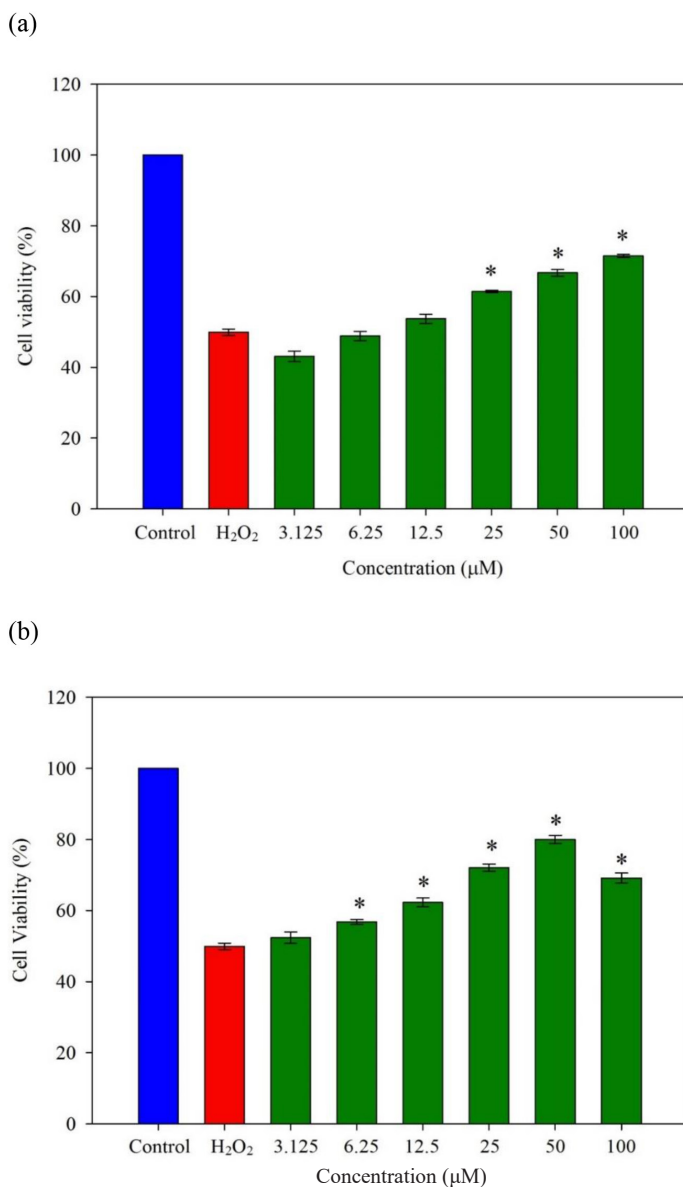 (a)
120
100
80
60
40
20
0
Cell viability (%)
* * *
Control H₂O₂ 3.125 6.25 12.5 25 50 100
Concentration (μM)
(b)
120
100
80
60
40
20
0
Cell Viability (%)
* * * * *
Control H₂O₂ 3.125 6.25 12.5 25 50 100
Concentration (μM)